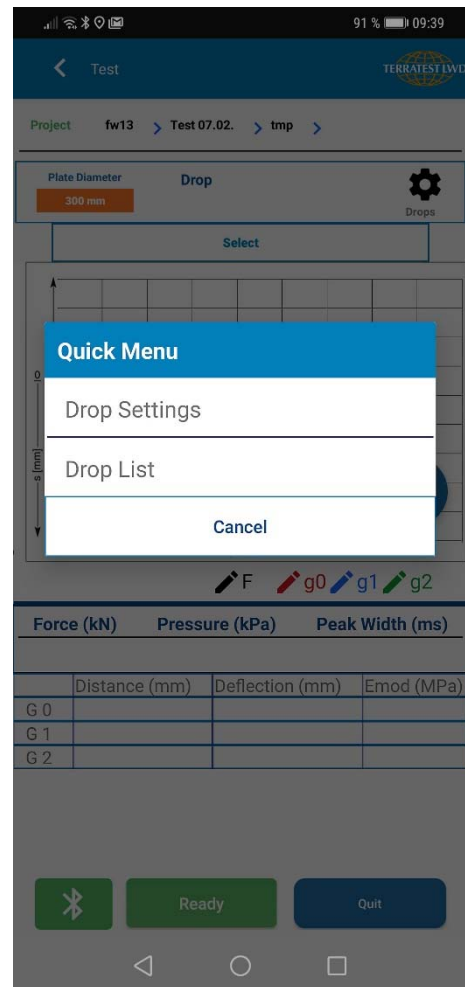 91 % 09:39
Test
TERRATEST LWD
Project fw13 > Test 07.02. > tmp >
Plate Diameter Drop
300 mm
Drops
Select
Quick Menu
0
Drop Settings
s [mm]
Drop List
Cancel
F g0 g1 g2
Force (kN) Pressure (kPa) Peak Width (ms)
Distance (mm) Deflection (mm) Emod (MPa)
G 0
G 1
G 2
Ready Quit